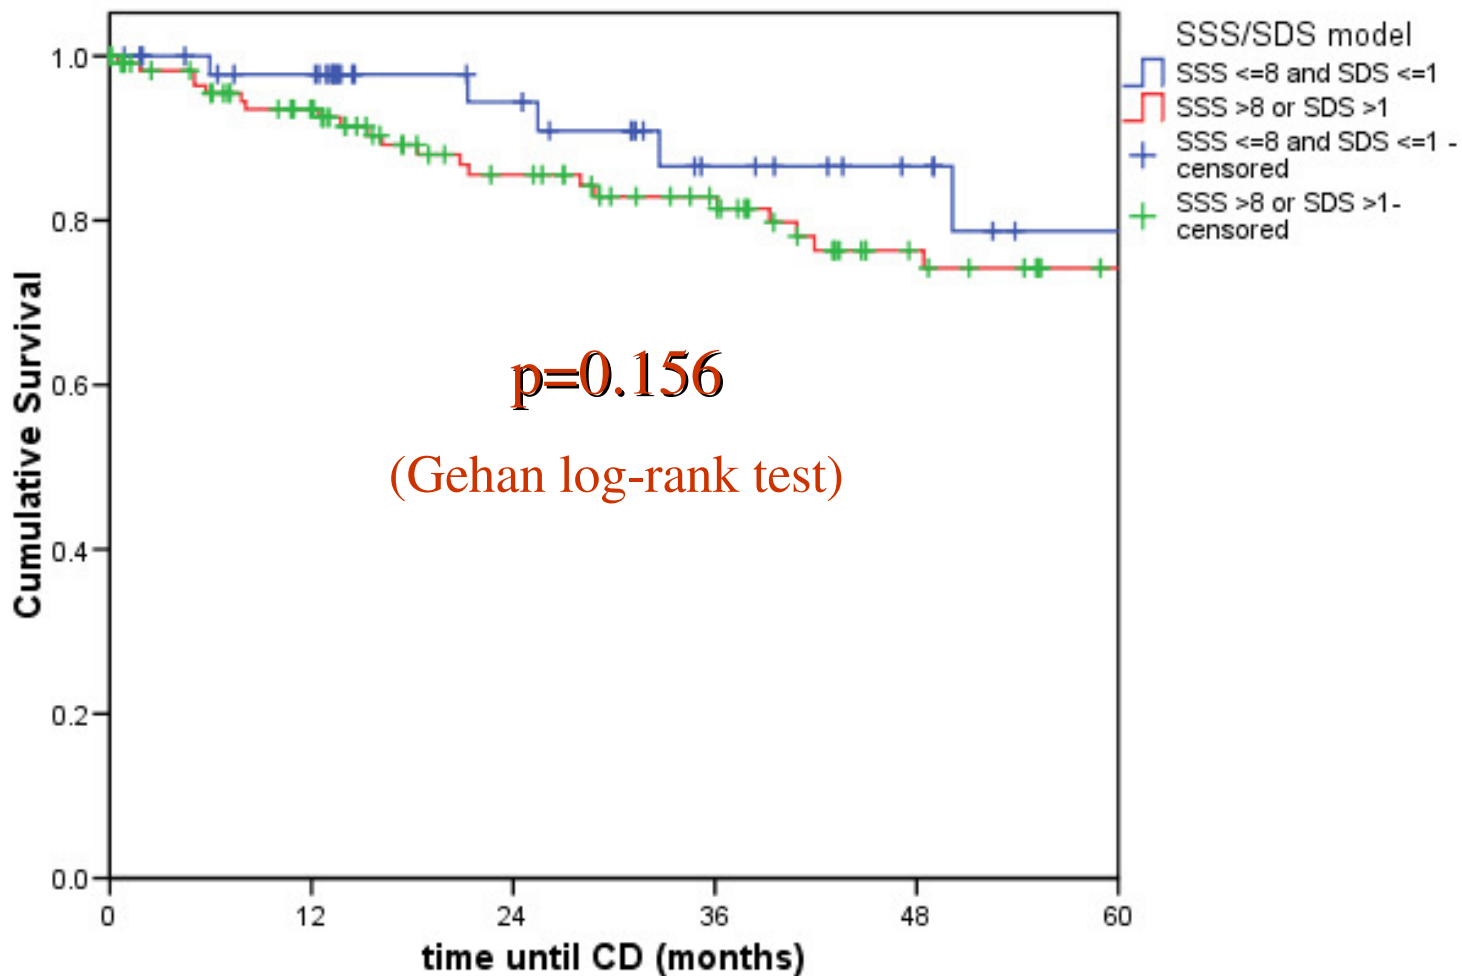 SSS/SDS model
SSS <=8 and SDS <=1
SSS >8 or SDS >1
SSS <=8 and SDS <=1 -
censored
SSS >8 or SDS >1-
censored
1.0
0.8
0.6
0.4
0.2
0.0
Cumulative Survival
p=0.156
(Gehan log-rank test)
0 12 24 36 48 60
time until CD (months)